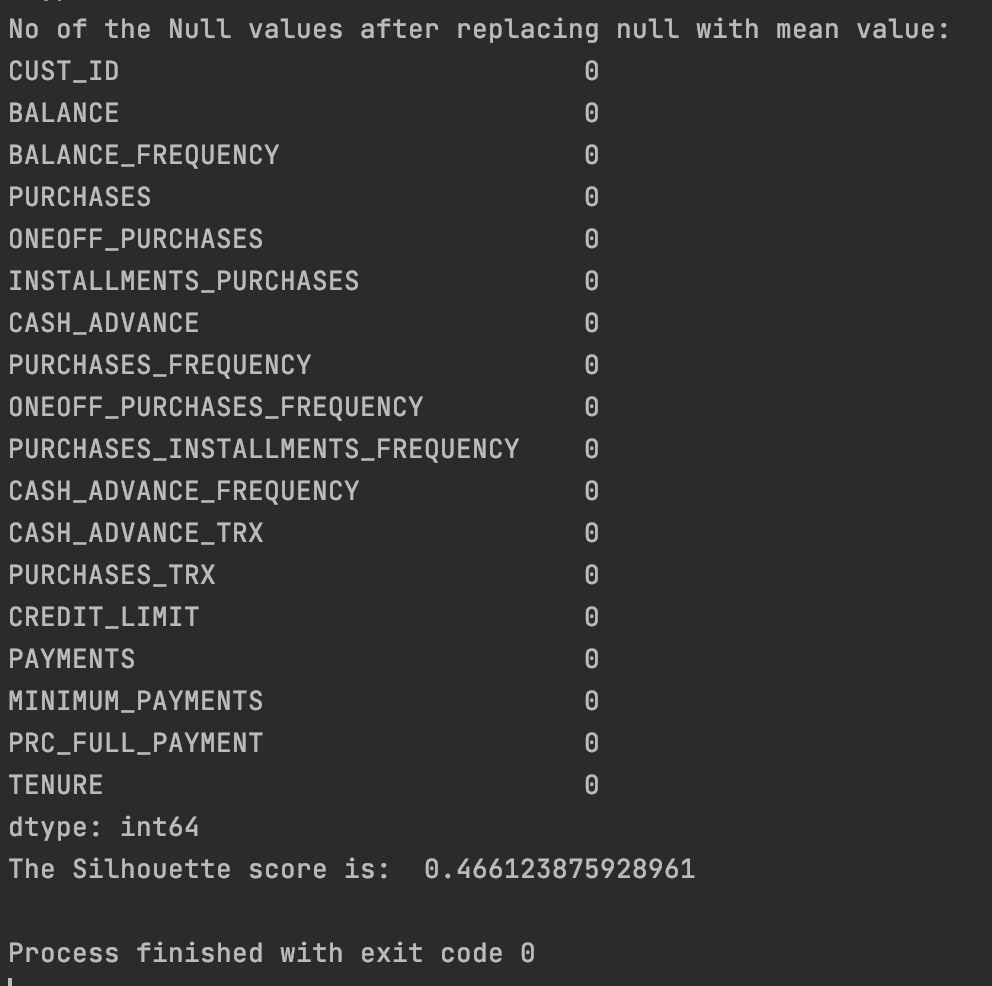 No of the Null values after replacing null with mean value:
CUST_ID 0
BALANCE 0
BALANCE_FREQUENCY 0
PURCHASES 0
ONEOFF_PURCHASES 0
INSTALLMENTS_PURCHASES 0
CASH_ADVANCE 0
PURCHASES_FREQUENCY 0
ONEOFF_PURCHASES_FREQUENCY 0
PURCHASES_INSTALLMENTS_FREQUENCY 0
CASH_ADVANCE_FREQUENCY 0
CASH_ADVANCE_TRX 0
PURCHASES_TRX 0
CREDIT_LIMIT 0
PAYMENTS 0
MINIMUM_PAYMENTS 0
PRC_FULL_PAYMENT 0
TENURE 0
dtype: int64
The Silhouette score is:  0.466123875928961
Process finished with exit code 0